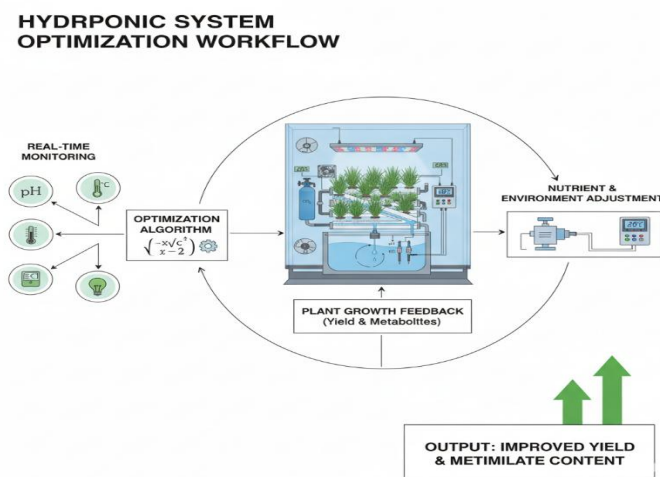 HYDRPONIC SYSTEM
OPTIMIZATION WORKFLOW
REAL-TIME
MONITORING
pH
°C
OPTIMIZATION
ALGORITHM
NUTRIENT &
ENVIRONMENT ADJUSTMENT
PLANT GROWTH FEEDBACK
(Yield & Metaboltties)
OUTPUT: IMPROVED YIELD
& METIMILATE CONTENT